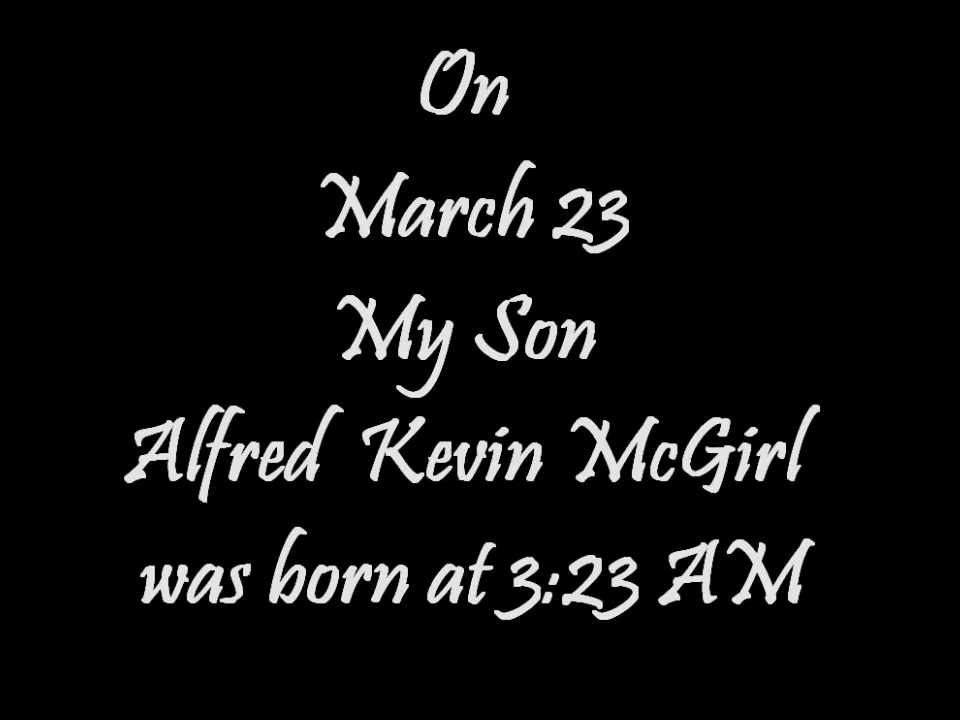 On
March 23
My Son
Alfred Kevin McGirl
was born at 3:23 AM